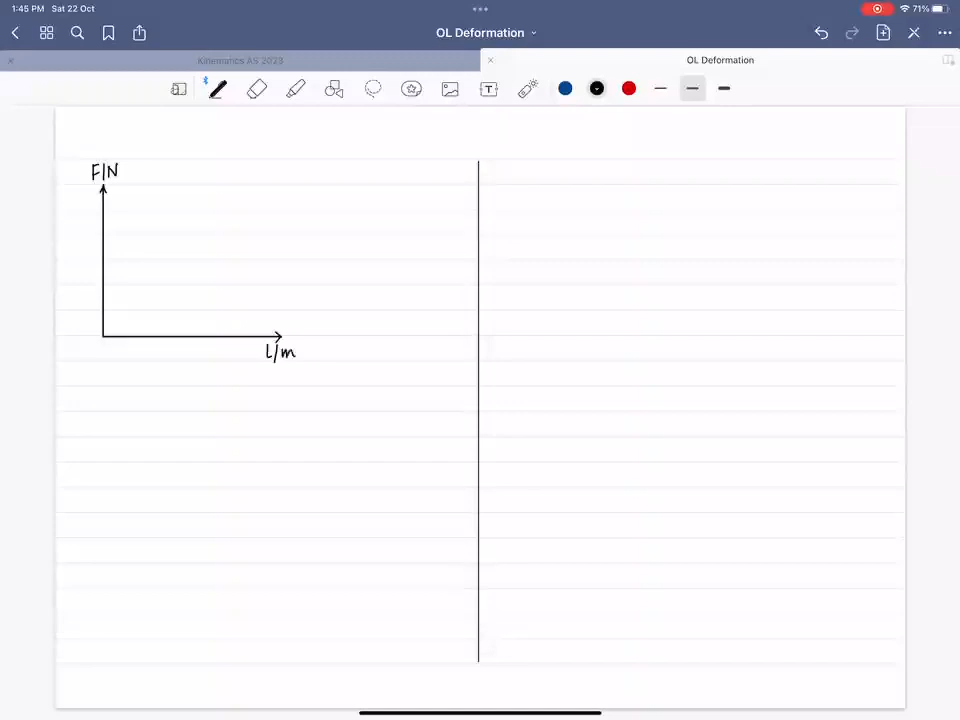 1:45 PM Sat 22 Oct
71%
OL Deformation
Kinematics AS 2023
OL Deformation
T
F/N
l/m